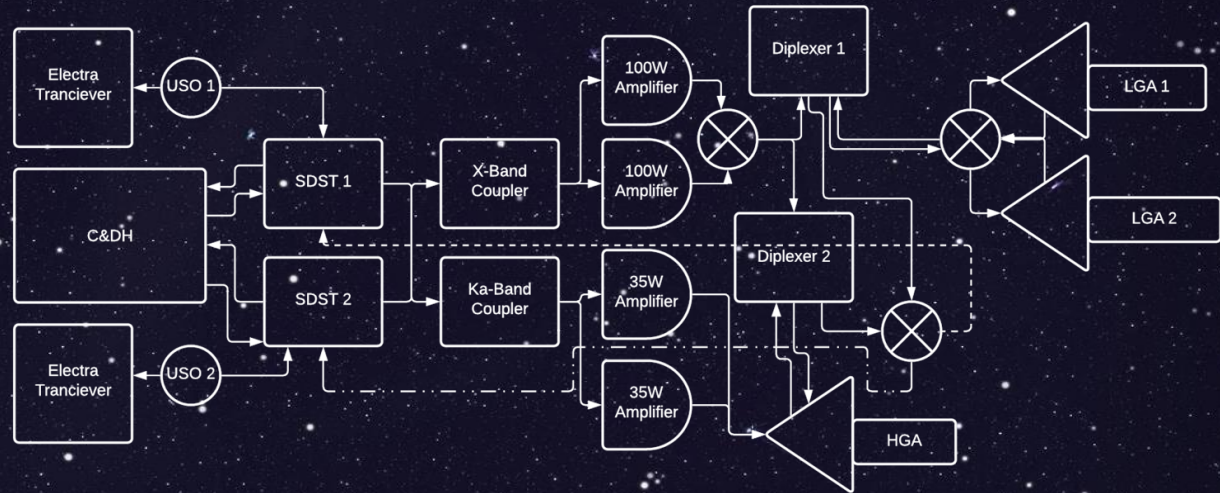 Electra
Tranciever
USO 1
SDST 1
C&DH
SDST 2
Electra
Tranciever
USO 2
X-Band
Coupler
Ka-Band
Coupler
100W
Amplifier
100W
Amplifier
35W
Amplifier
35W
Amplifier
Diplexer 1
Diplexer 2
LGA 1
LGA 2
HGA